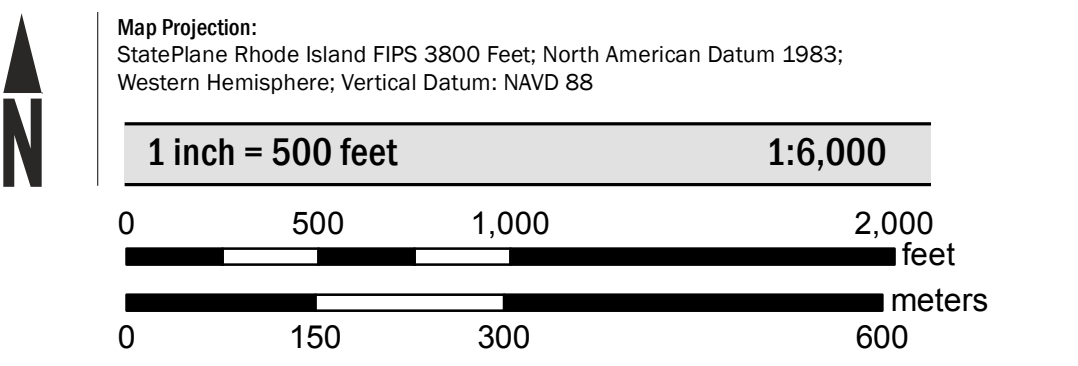 Map Projection:
StatePlane Rhode Island FIPS 3800 Feet; North American Datum 1983;
Western Hemisphere; Vertical Datum: NAVD 88
N
1 inch = 500 feet 1:6,000
0 500 1,000 2,000
feet
meters
0 150 300 600